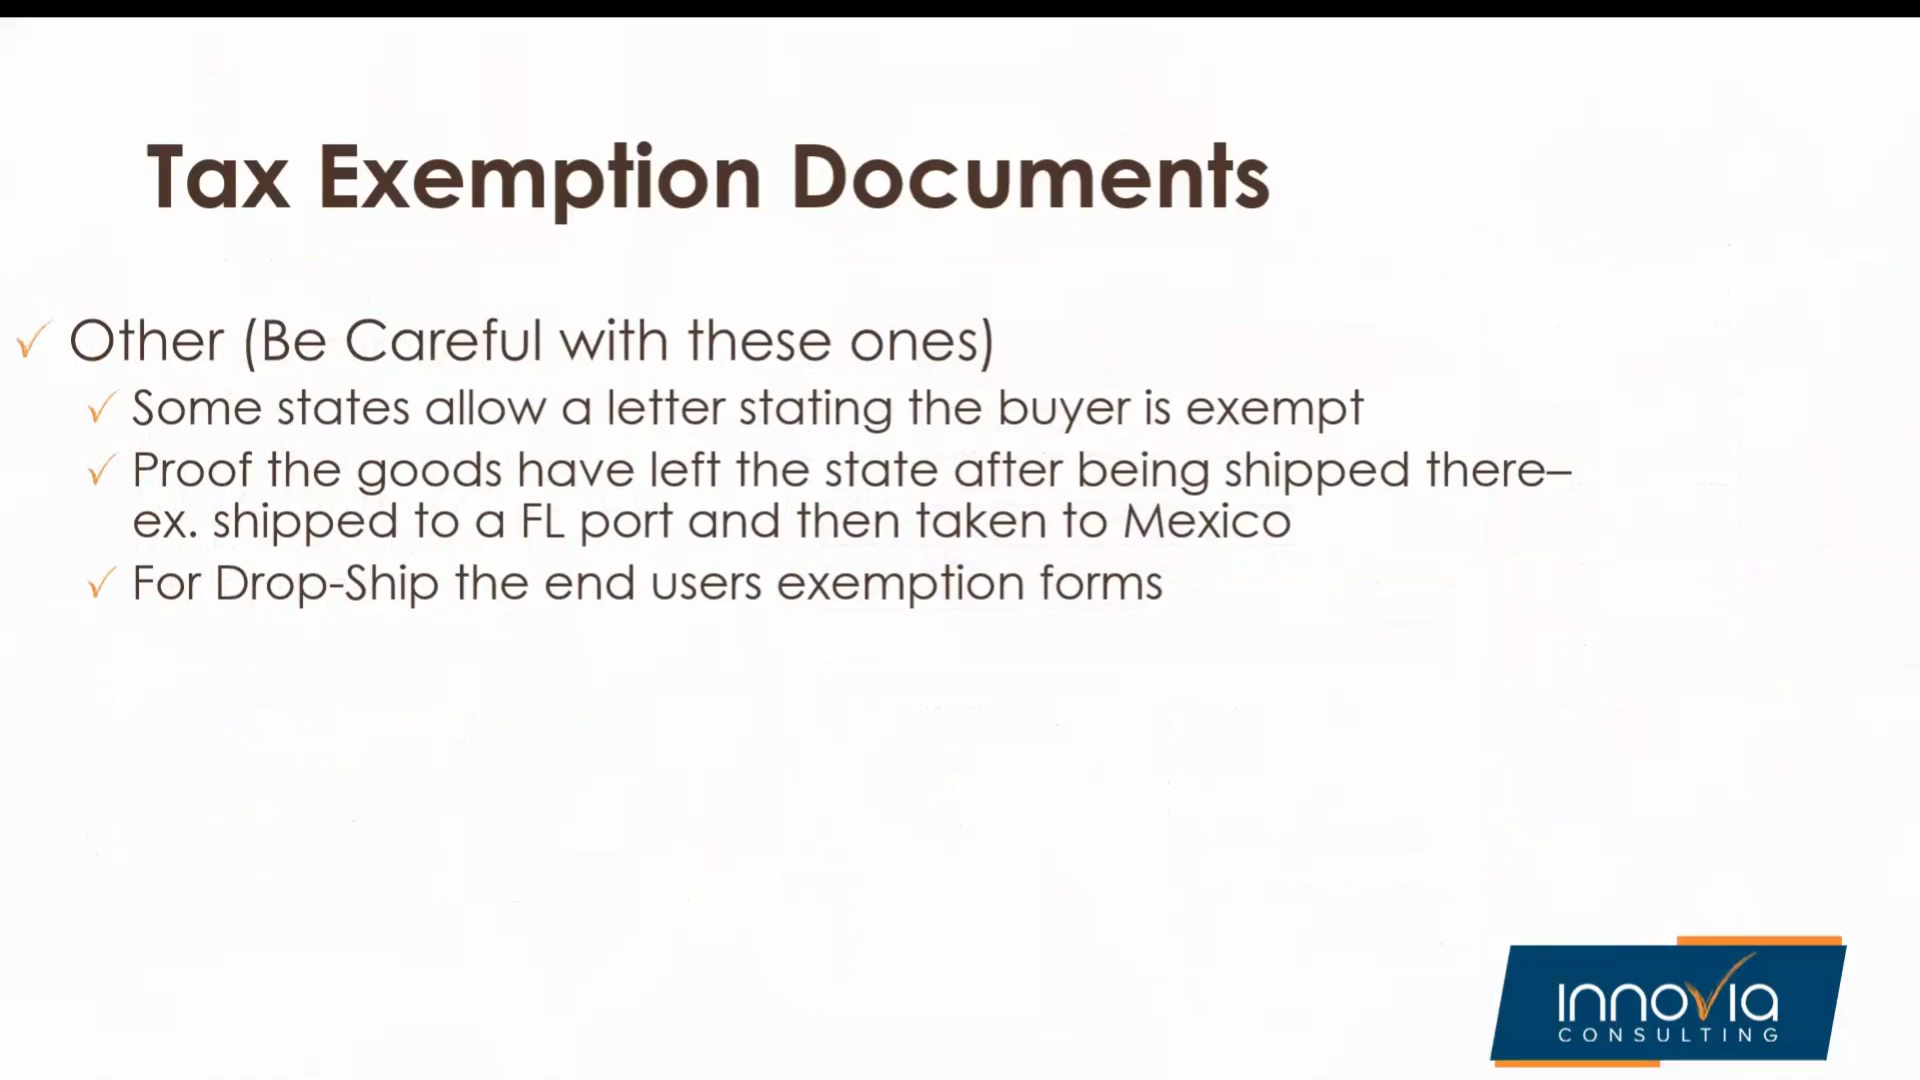 Tax Exemption Documents
Other (Be Careful with these ones)
Some states allow a letter stating the buyer is exempt
Proof the goods have left the state after being shipped there–
ex. shipped to a FL port and then taken to Mexico
For Drop-Ship the end users exemption forms
innovia
CONSULTING